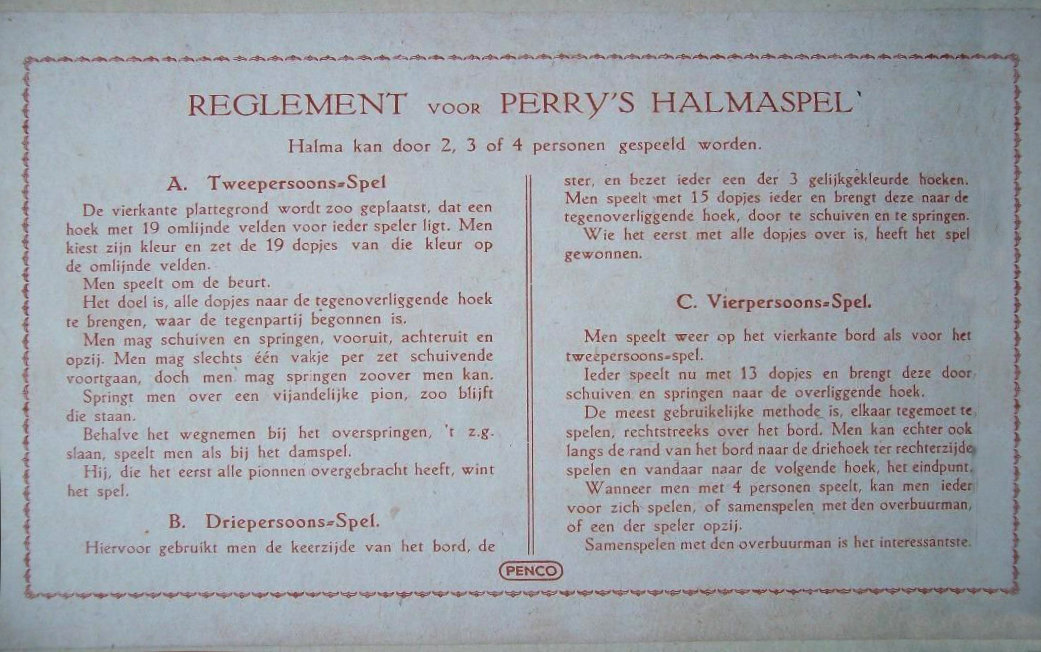 REGLEMENT VOOR PERRY'S HALMASPEL
Halma kan door 2, 3 of 4 personen gespeeld worden.
A. Tweepersoons=Spel
De vierkante plattegrond wordt zoo geplaatst, dat een
hoek met 19 omlijnde velden voor ieder speler ligt. Men
kiest zijn kleur en zet de 19 dopjes van die kleur op
de omlijnde velden.
Men speelt om de beurt.
Het doel is, alle dopjes naar de tegenoverliggende hoek
te brengen, waar de tegenpartij begonnen is.
Men mag schuiven en springen, vooruit, achteruit en
opzij. Men mag slechts één vakje per zet schuivende
voortgaan, doch men mag springen zoover men kan.
Springt men over een vijandelijke pion, zoo blijft
die staan.
Behalve het wegnemen bij het overspringen, 't z.g.
slaan, speelt men als bij het damspel.
Hij, die het eerst alle pionnen overgebracht heeft, wint
het spel.
B. Driepersoons=Spel.
Hiervoor gebruikt men de keerzijde van het bord, de
ster, en bezet ieder een der 3 gelijkgekleurde hoeken.
Men speelt met 15 dopjes ieder en brengt deze naar de
tegenoverliggende hoek, door te schuiven en te springen.
Wie het eerst met alle dopjes over is, heeft het spel
gewonnen.
C. Vierpersoons=Spel.
Men speelt weer op het vierkante bord als voor het
tweepersoons=spel.
Ieder speelt nu met 13 dopjes en brengt deze door
schuiven en springen naar de overliggende hoek.
De meest gebruikelijke methode is, elkaar tegemoet te
spelen, rechtstreeks over het bord. Men kan echter ook
langs de rand van het bord naar de driehoek ter rechterzijde
spelen en vandaar naar de volgende hoek, het eindpunt.
Wanneer men met 4 personen speelt, kan men ieder
voor zich spelen, of samenspelen met den overbuurman,
of een der speler opzij.
Samenspelen met den overbuurman is het interessantste.
PENCO